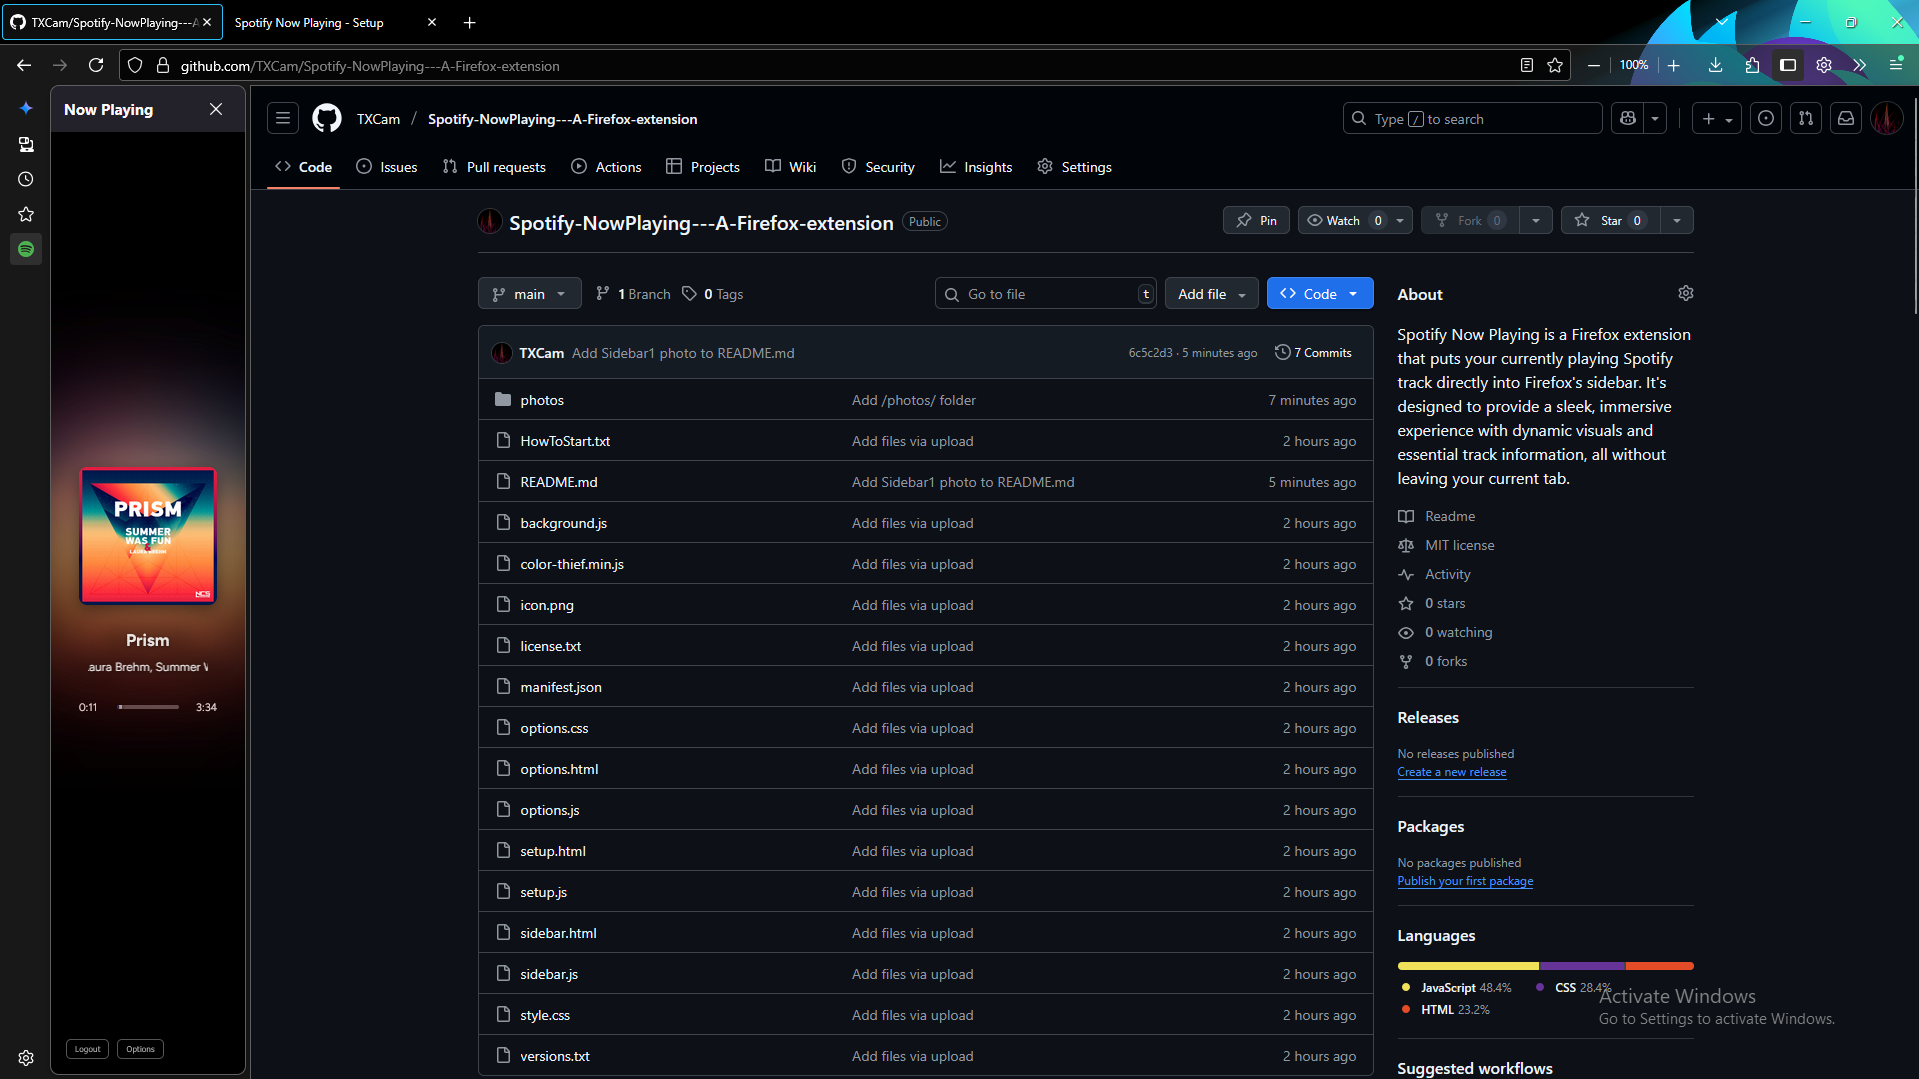 TXCam/Spotify-NowPlaying---A
Spotify Now Playing - Setup
github.com/TXCam/Spotify-NowPlaying---A-Firefox-extension
100%
Now Playing
TXCam / Spotify-NowPlaying---A-Firefox-extension
Type / to search
Code
Issues
Pull requests
Actions
Projects
Wiki
Security
Insights
Settings
Spotify-NowPlaying---A-Firefox-extension
Public
Pin
Watch 0
Fork 0
Star 0
main
1 Branch
0 Tags
Go to file t
Add file
Code
TXCam Add Sidebar1 photo to README.md 6c5c2d3 · 5 minutes ago 7 Commits
photos Add /photos/ folder 7 minutes ago
HowToStart.txt Add files via upload 2 hours ago
README.md Add Sidebar1 photo to README.md 5 minutes ago
background.js Add files via upload 2 hours ago
color-thief.min.js Add files via upload 2 hours ago
icon.png Add files via upload 2 hours ago
license.txt Add files via upload 2 hours ago
manifest.json Add files via upload 2 hours ago
options.css Add files via upload 2 hours ago
options.html Add files via upload 2 hours ago
options.js Add files via upload 2 hours ago
setup.html Add files via upload 2 hours ago
setup.js Add files via upload 2 hours ago
sidebar.html Add files via upload 2 hours ago
sidebar.js Add files via upload 2 hours ago
style.css Add files via upload 2 hours ago
versions.txt Add files via upload 2 hours ago
About
Spotify Now Playing is a Firefox extension
that puts your currently playing Spotify
track directly into Firefox's sidebar. It's
designed to provide a sleek, immersive
experience with dynamic visuals and
essential track information, all without
leaving your current tab.
Readme
MIT license
Activity
0 stars
0 watching
0 forks
Releases
No releases published
Create a new release
Packages
No packages published
Publish your first package
Languages
JavaScript 48.4%
CSS 28.4%
HTML 23.2%
Suggested workflows
PRISM
SUMMER
WAS FUN
LAURA BREHM
NCS
Prism
aura Brehm, Summer W
0:11
3:34
Logout
Options
Activate Windows
Go to Settings to activate Windows.